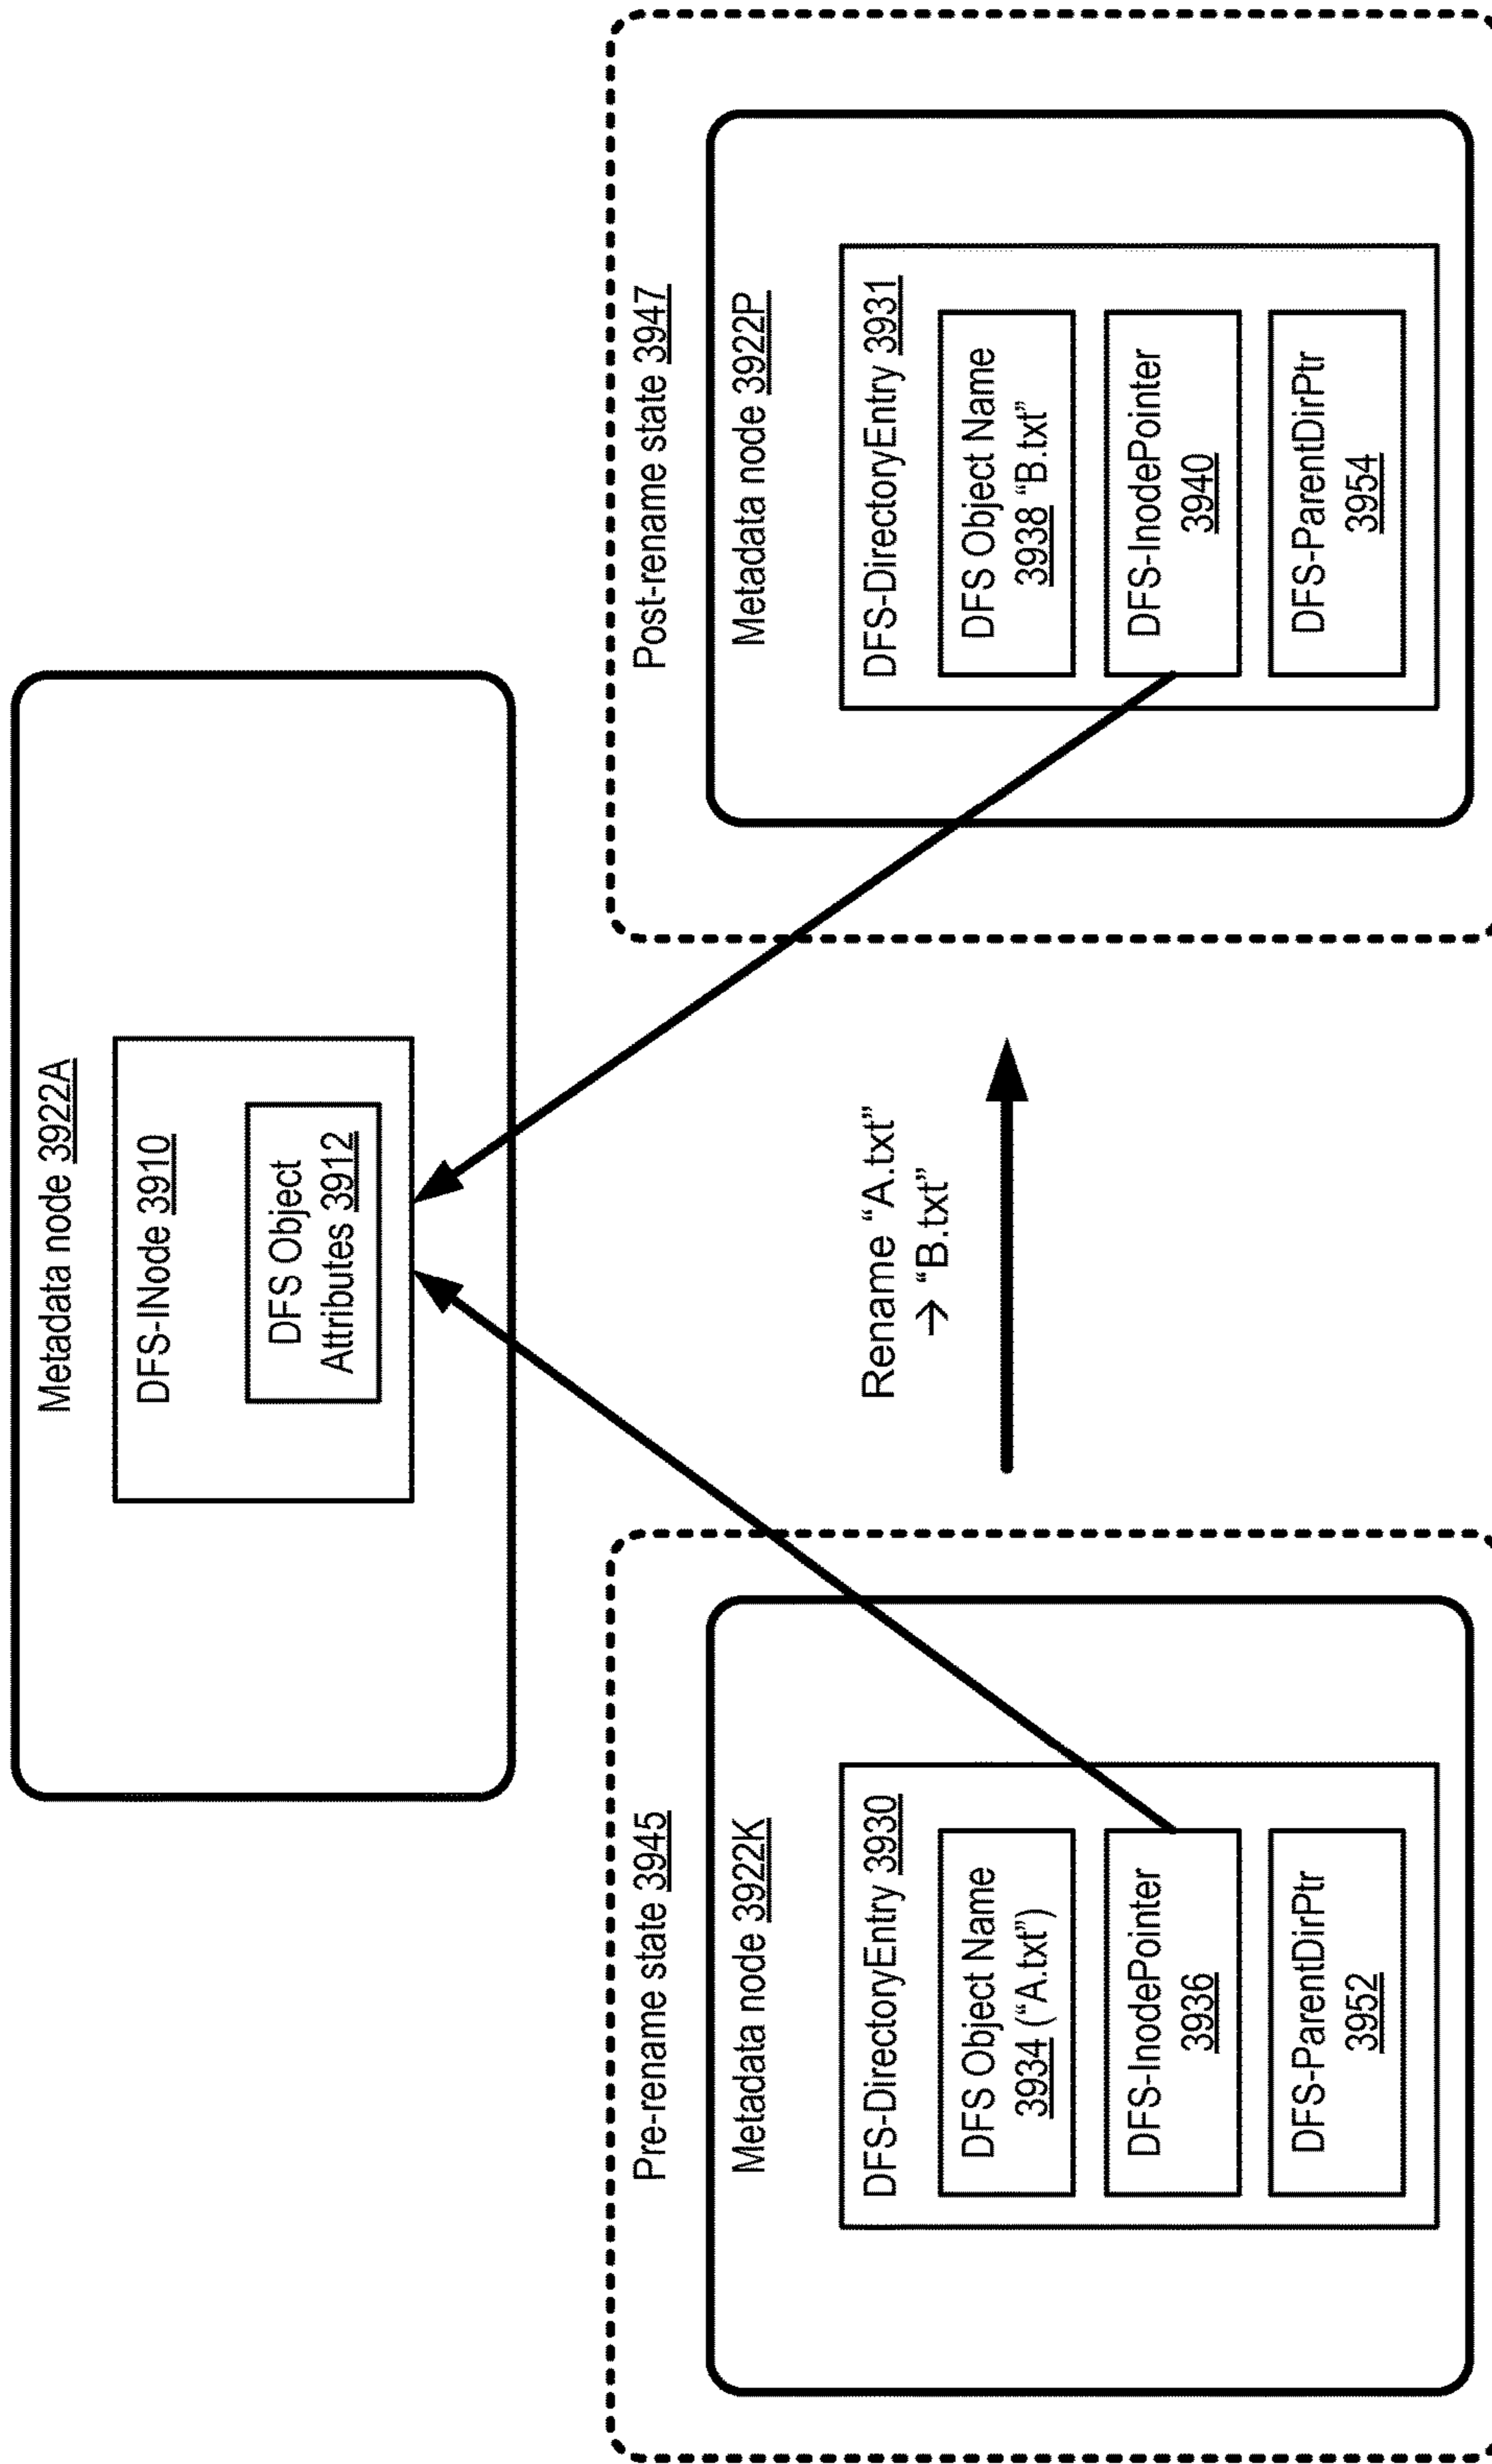 Metadata node 3922A
DFS-INode 3910
DFS Object
Attributes 3912
Pre-rename state 3945
Metadata node 3922K
DFS-DirectoryEntry 3930
DFS Object Name
3934 (“A.txt”)
DFS-InodePointer
3936
DFS-ParentDirPtr
3952
Rename “A.txt”
→ “B.txt”
Post-rename state 3947
Metadata node 3922P
DFS-DirectoryEntry 3931
DFS Object Name
3938 “B.txt”
DFS-InodePointer
3940
DFS-ParentDirPtr
3954